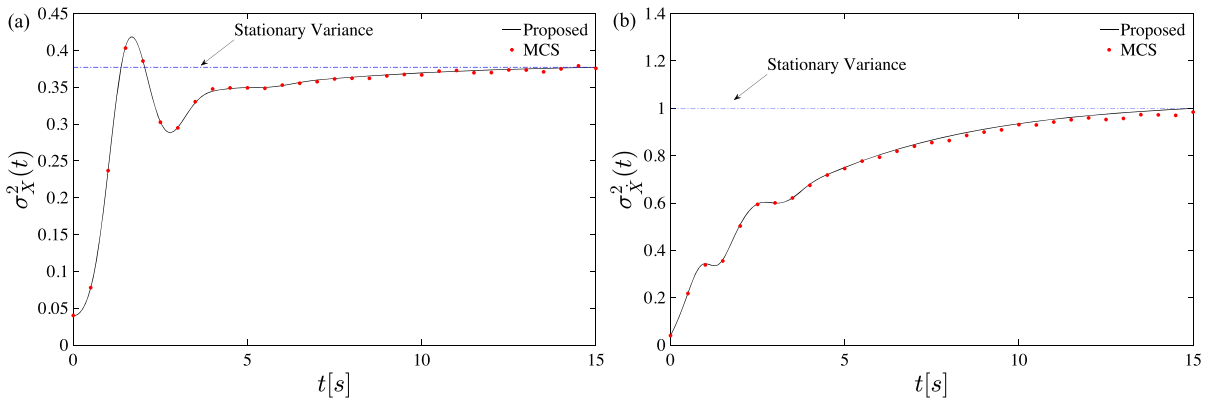 (a)
0.45
0.4
0.35
0.3
0.25
0.2
0.15
0.1
0.05
0
σ²_X(t)
Stationary Variance
Proposed
MCS
0 5 10 15
t[s]
(b)
1.4
1.2
1
0.8
0.6
0.4
0.2
0
σ²_Ẋ(t)
Stationary Variance
Proposed
MCS
0 5 10 15
t[s]